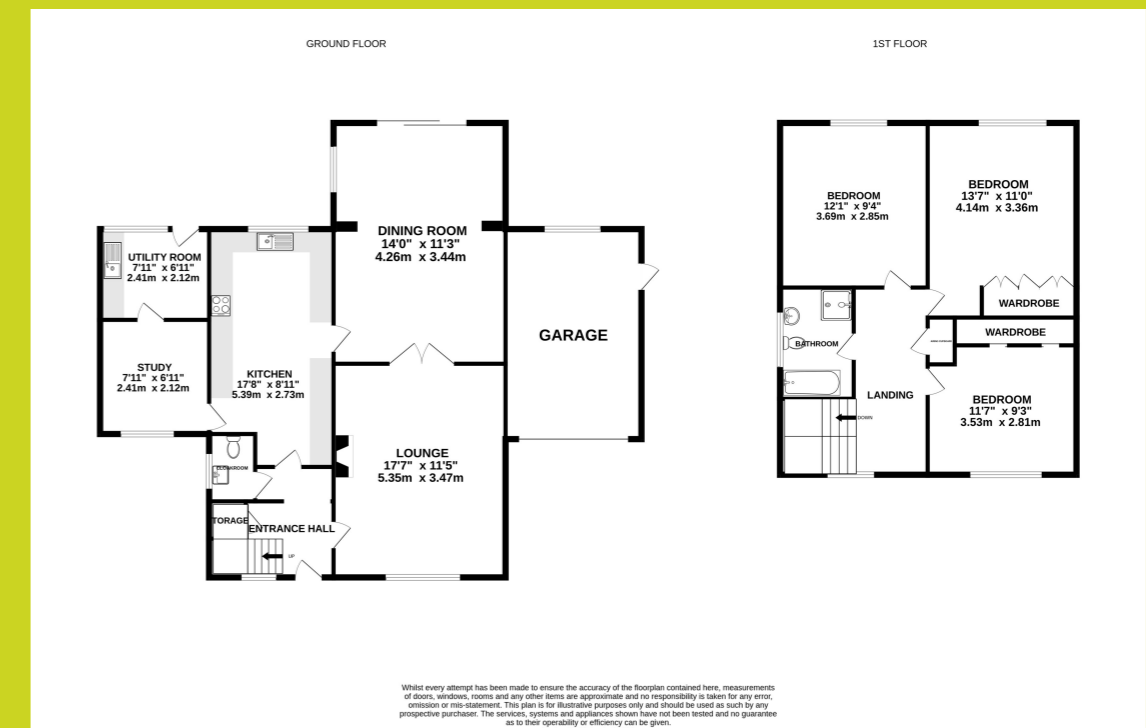 GROUND FLOOR
1ST FLOOR
DINING ROOM
14'0" x 11'3"
4.26m x 3.44m
UTILITY ROOM
7'11" x 6'11"
2.41m x 2.12m
STUDY
7'11" x 6'11"
2.41m x 2.12m
KITCHEN
17'8" x 8'11"
5.39m x 2.73m
GARAGE
LOUNGE
17'7" x 11'5"
5.35m x 3.47m
CLOAKROOM
TORAGE
ENTRANCE HALL
UP
BEDROOM
12'1" x 9'4"
3.69m x 2.85m
BEDROOM
13'7" x 11'0"
4.14m x 3.36m
WARDROBE
WARDROBE
BATHROOM
LANDING
DOWN
BEDROOM
11'7" x 9'3"
3.53m x 2.81m
Whilst every attempt has been made to ensure the accuracy of the floorplan contained here, measurements
of doors, windows, rooms and any other items are approximate and no responsibility is taken for any error,
omission or mis-statement. This plan is for illustrative purposes only and should be used as such by any
prospective purchaser. The services, systems and appliances shown have not been tested and no guarantee
as to their operability or efficiency can be given.